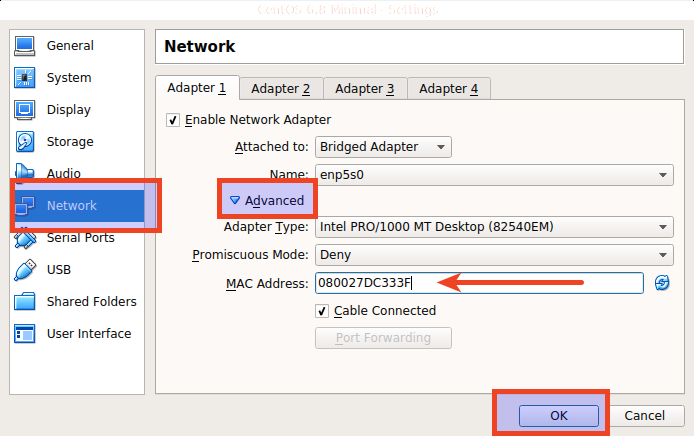 CentOS 6.8 Minimal - Settings
General
System
Display
Storage
Audio
Network
Serial Ports
USB
Shared Folders
User Interface
Network
Adapter 1 Adapter 2 Adapter 3 Adapter 4
Enable Network Adapter
Attached to: Bridged Adapter
Name: enp5s0
Advanced
Adapter Type: Intel PRO/1000 MT Desktop (82540EM)
Promiscuous Mode: Deny
MAC Address: 080027DC333F
Cable Connected
Port Forwarding
OK Cancel